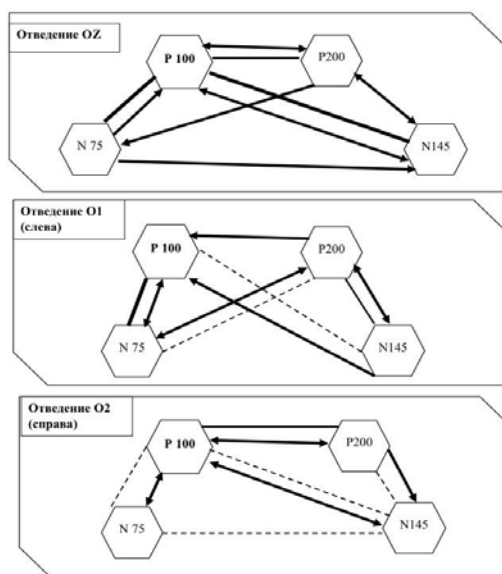 Отведение OZ
P 100
P200
N 75
N145
Отведение O1
(слева)
P 100
P200
N 75
N145
Отведение O2
(справа)
P 100
P200
N 75
N145